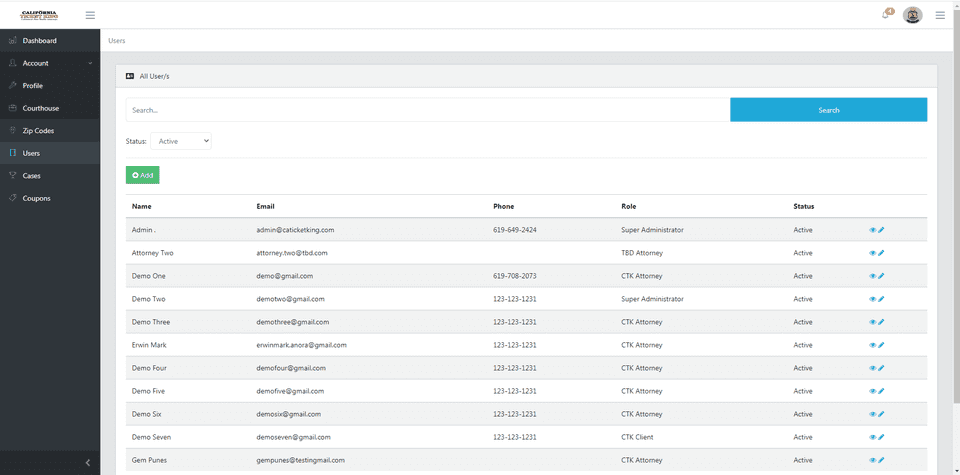 CALIFORNIA
TICKET KING
4
Dashboard
Account
Profile
Courthouse
Zip Codes
Users
Cases
Coupons
Users
All User/s
Search...
Search
Status: Active
Add
Name Email Phone Role Status
Admin . admin@caticketking.com 619-649-2424 Super Administrator Active
Attorney Two attorney.two@tbd.com TBD Attorney Active
Demo One demo@gmail.com 619-708-2073 CTK Attorney Active
Demo Two demotwo@gmail.com 123-123-1231 Super Administrator Active
Demo Three demothree@gmail.com 123-123-1231 CTK Attorney Active
Erwin Mark erwinmark.anora@gmail.com 123-123-1231 CTK Attorney Active
Demo Four demofour@gmail.com 123-123-1231 CTK Attorney Active
Demo Five demofive@gmail.com 123-123-1231 CTK Attorney Active
Demo Six demosix@gmail.com 123-123-1231 CTK Attorney Active
Demo Seven demoseven@gmail.com 123-123-1231 CTK Client Active
Gem Punes gempunes@testingmail.com CTK Attorney Active